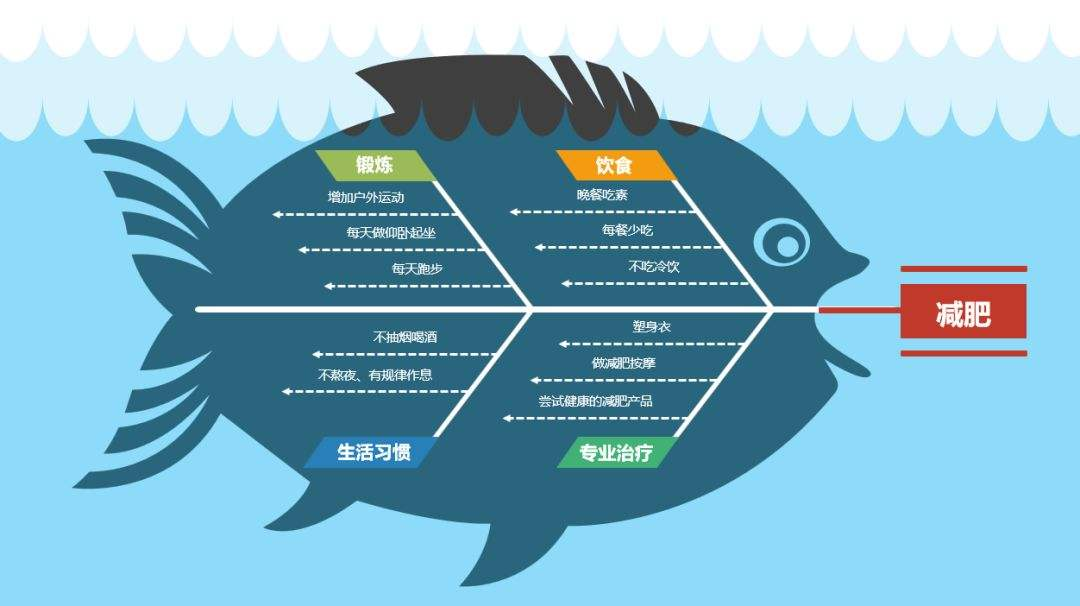 锻炼
增加户外运动
每天做仰卧起坐
每天跑步
饮食
晚餐吃素
每餐少吃
不吃冷饮
减肥
不抽烟喝酒
不熬夜、有规律作息
生活习惯
塑身衣
做减肥按摩
尝试健康的减肥产品
专业治疗